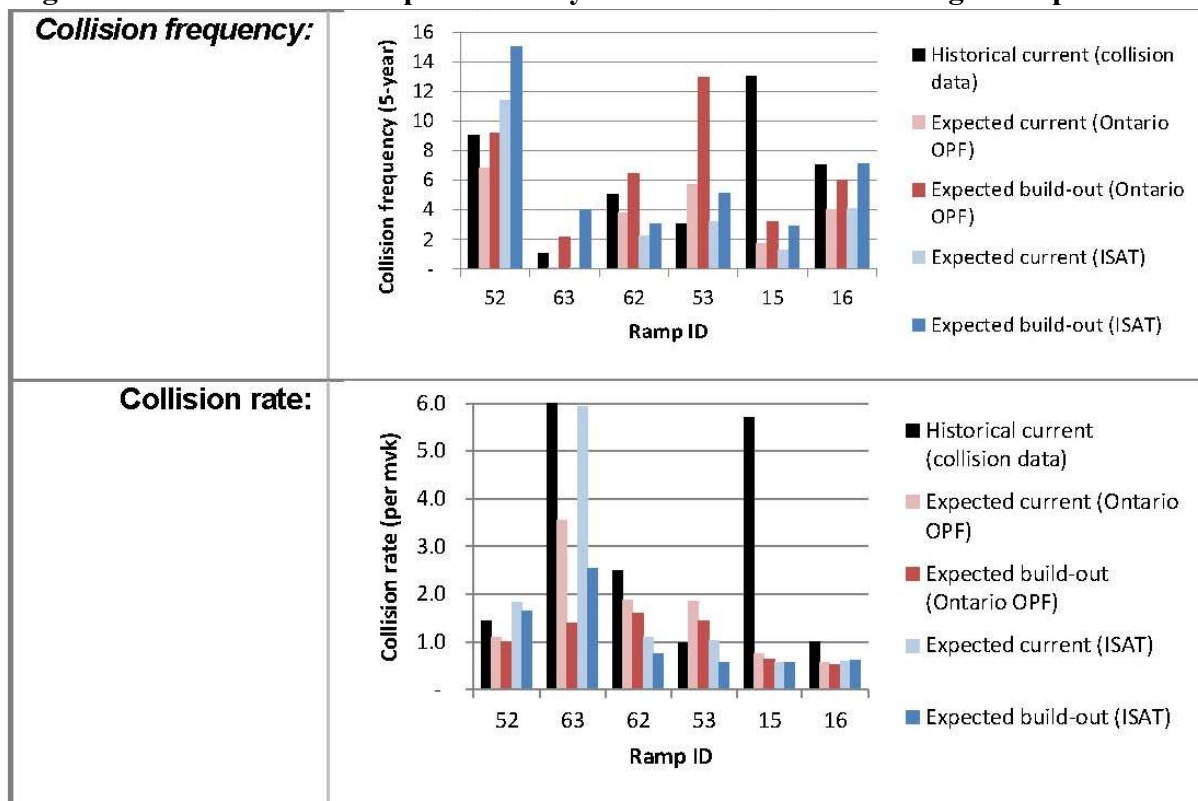 Collision frequency:
16
14
12
10
8
6
4
2
-
Collision frequency (5-year)
52 63 62 53 15 16
Ramp ID
Historical current (collision
data)
Expected current (Ontario
OPF)
Expected build-out (Ontario
OPF)
Expected current (ISAT)
Expected build-out (ISAT)
Collision rate:
6.0
5.0
4.0
3.0
2.0
1.0
-
Collision rate (per mvk)
52 63 62 53 15 16
Ramp ID
Historical current
(collision data)
Expected current (Ontario
OPF)
Expected build-out
(Ontario OPF)
Expected current (ISAT)
Expected build-out (ISAT)